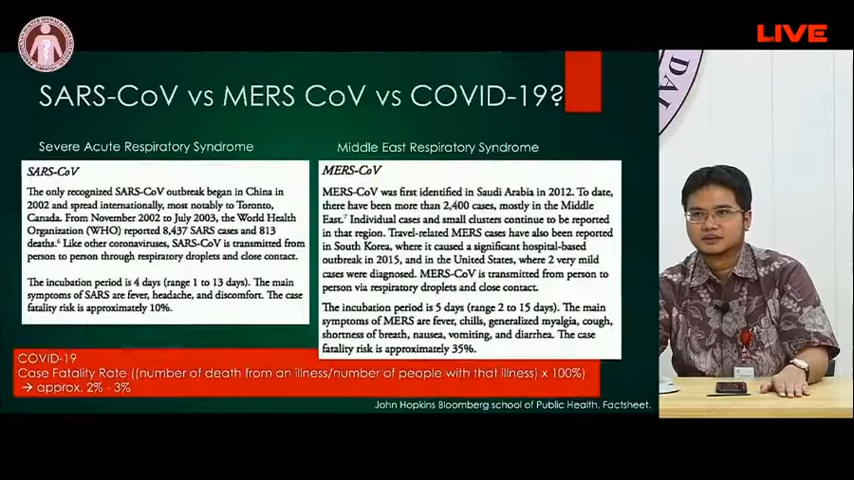 LIVE
SARS-CoV vs MERS CoV vs COVID-19?
Severe Acute Respiratory Syndrome
SARS-CoV
The only recognized SARS-CoV outbreak began in China in
2002 and spread internationally, most notably to Toronto,
Canada. From November 2002 to July 2003, the World Health
Organization (WHO) reported 8,437 SARS cases and 813
deaths.⁶ Like other coronaviruses, SARS-CoV is transmitted from
person to person through respiratory droplets and close contact.
The incubation period is 4 days (range 1 to 13 days). The main
symptoms of SARS are fever, headache, and discomfort. The case
fatality risk is approximately 10%.
Middle East Respiratory Syndrome
MERS-CoV
MERS-CoV was first identified in Saudi Arabia in 2012. To date,
there have been more than 2,400 cases, mostly in the Middle
East.⁷ Individual cases and small clusters continue to be reported
in that region. Travel-related MERS cases have also been reported
in South Korea, where it caused a significant hospital-based
outbreak in 2015, and in the United States, where 2 very mild
cases were diagnosed. MERS-CoV is transmitted from person to
person via respiratory droplets and close contact.
The incubation period is 5 days (range 2 to 15 days). The main
symptoms of MERS are fever, chills, generalized myalgia, cough,
shortness of breath, nausea, vomiting, and diarrhea. The case
fatality risk is approximately 35%.
COVID-19
Case Fatality Rate ((number of death from an illness/number of people with that illness) x 100%)
→ approx. 2% - 3%
John Hopkins Bloomberg school of Public Health. Factsheet.
DAL